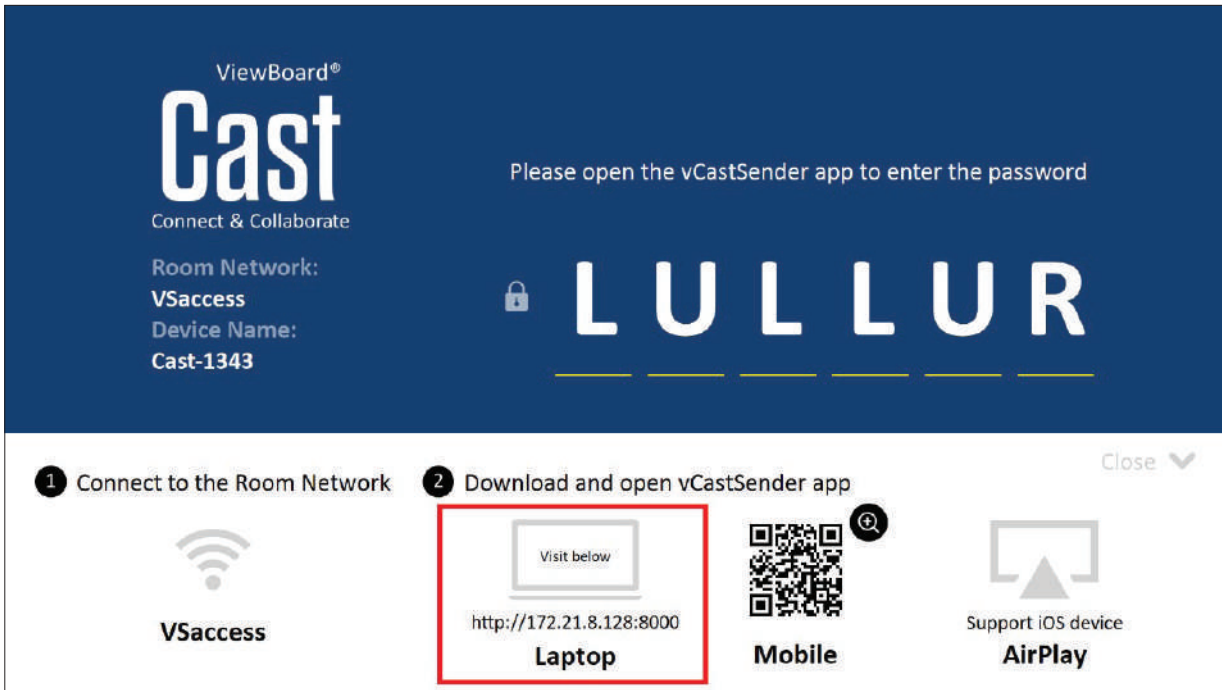 ViewBoard®
Cast
Connect & Collaborate
Room Network:
VSaccess
Device Name:
Cast-1343
Please open the vCastSender app to enter the password
L U L L U R
Close
1 Connect to the Room Network
VSaccess
2 Download and open vCastSender app
Visit below
http://172.21.8.128:8000
Laptop
Mobile
Support iOS device
AirPlay